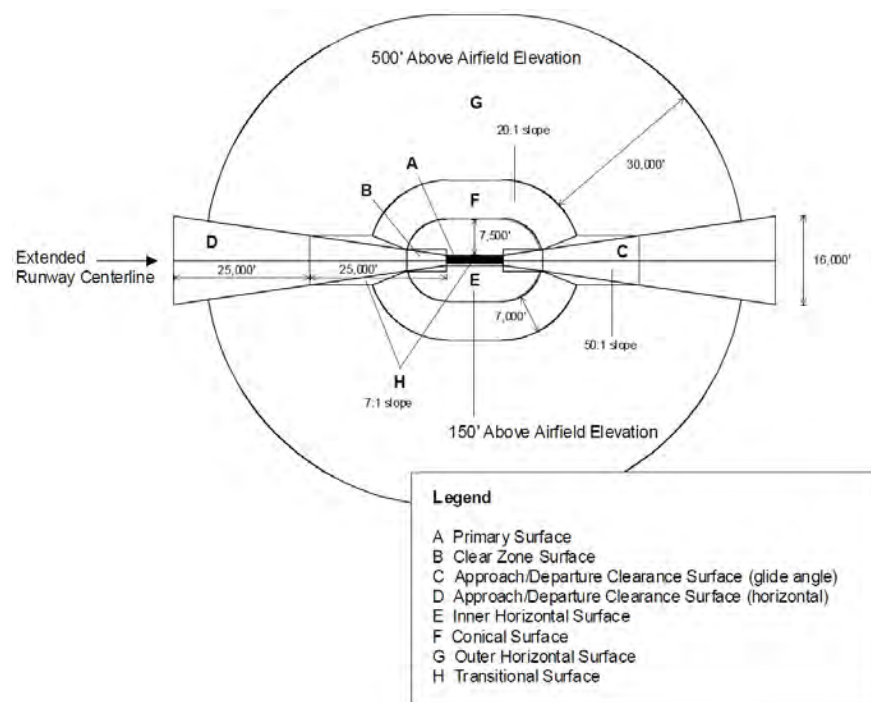 500' Above Airfield Elevation
G
20:1 slope
A
30,000'
B
F
D
7,500'
C
Extended
Runway Centerline
16,000'
25,000'
25,000'
E
7,000'
50:1 slope
H
7:1 slope
150' Above Airfield Elevation
Legend
A Primary Surface
B Clear Zone Surface
C Approach/Departure Clearance Surface (glide angle)
D Approach/Departure Clearance Surface (horizontal)
E Inner Horizontal Surface
F Conical Surface
G Outer Horizontal Surface
H Transitional Surface